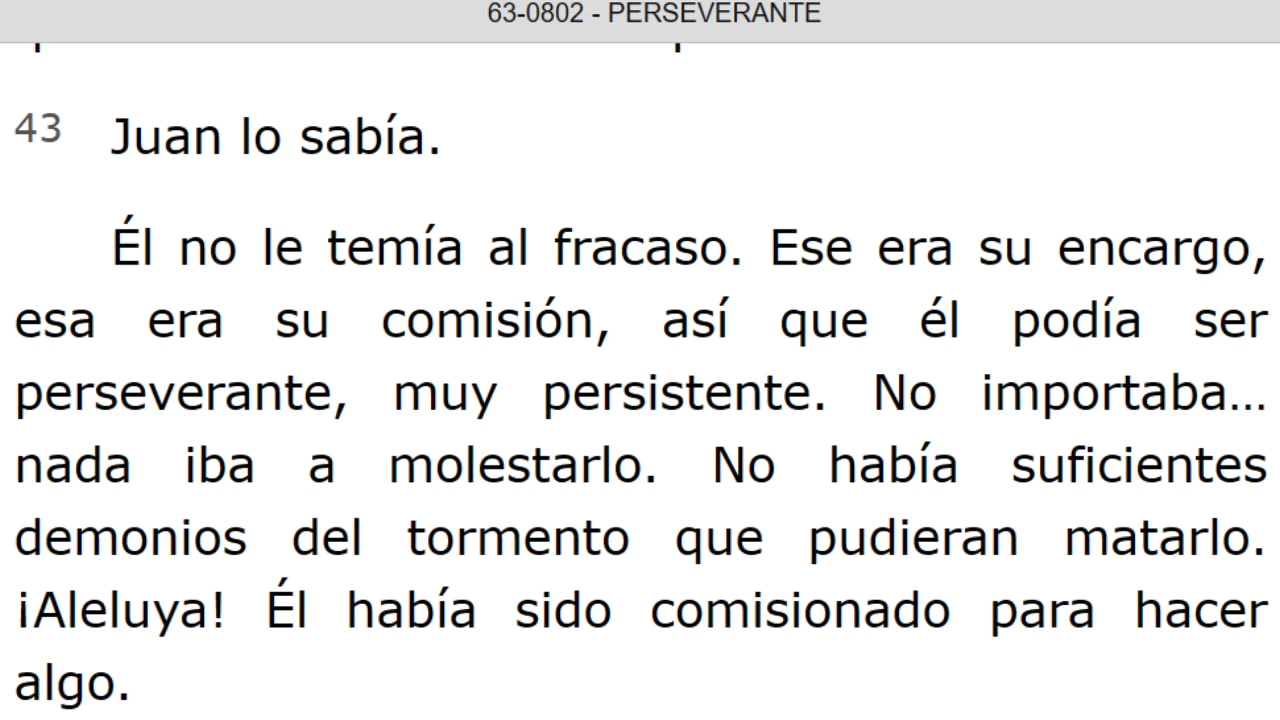 63-0802 - PERSEVERANTE
43 Juan lo sabía.
Él no le temía al fracaso. Ese era su encargo,
esa era su comisión, así que él podía ser
perseverante, muy persistente. No importaba…
nada iba a molestarlo. No había suficientes
demonios del tormento que pudieran matarlo.
¡Aleluya! Él había sido comisionado para hacer
algo.